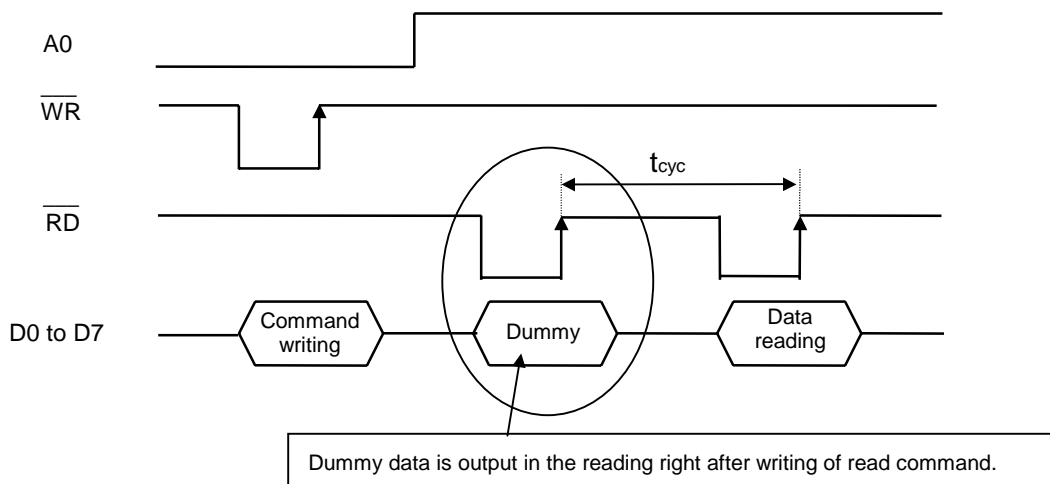 A0
WR
tcyc
RD
D0 to D7
Command
writing
Dummy
Data
reading
Dummy data is output in the reading right after writing of read command.